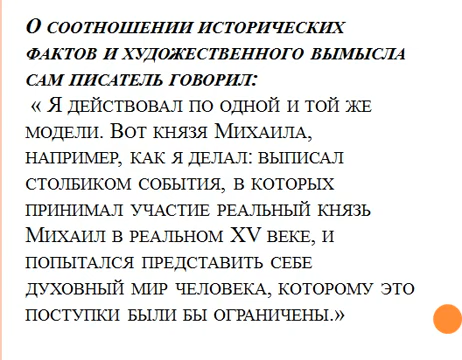 О СООТНОШЕНИИ ИСТОРИЧЕСКИХ
ФАКТОВ И ХУДОЖЕСТВЕННОГО ВЫМЫСЛА
САМ ПИСАТЕЛЬ ГОВОРИЛ:
« Я ДЕЙСТВОВАЛ ПО ОДНОЙ И ТОЙ ЖЕ
МОДЕЛИ. ВОТ КНЯЗЯ МИХАИЛА,
НАПРИМЕР, КАК Я ДЕЛАЛ: ВЫПИСАЛ
СТОЛБИКОМ СОБЫТИЯ, В КОТОРЫХ
ПРИНИМАЛ УЧАСТИЕ РЕАЛЬНЫЙ КНЯЗЬ
МИХАИЛ В РЕАЛЬНОМ XV ВЕКЕ, И
ПОПЫТАЛСЯ ПРЕДСТАВИТЬ СЕБЕ
ДУХОВНЫЙ МИР ЧЕЛОВЕКА, КОТОРОМУ ЭТО
ПОСТУПКИ БЫЛИ БЫ ОГРАНИЧЕНЫ.»